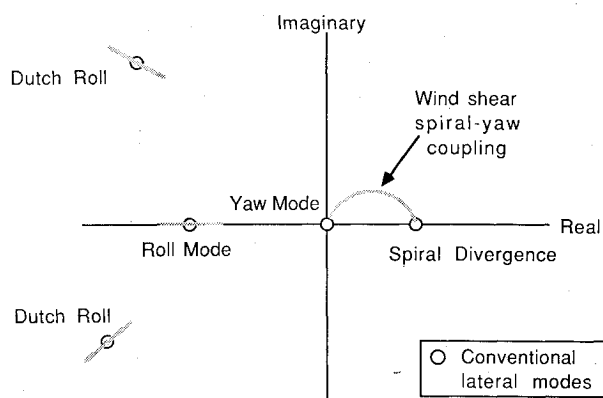 Imaginary
Dutch Roll
Wind shear
spiral-yaw
coupling
Yaw Mode
Real
Roll Mode
Spiral Divergence
Dutch Roll
Conventional
lateral modes